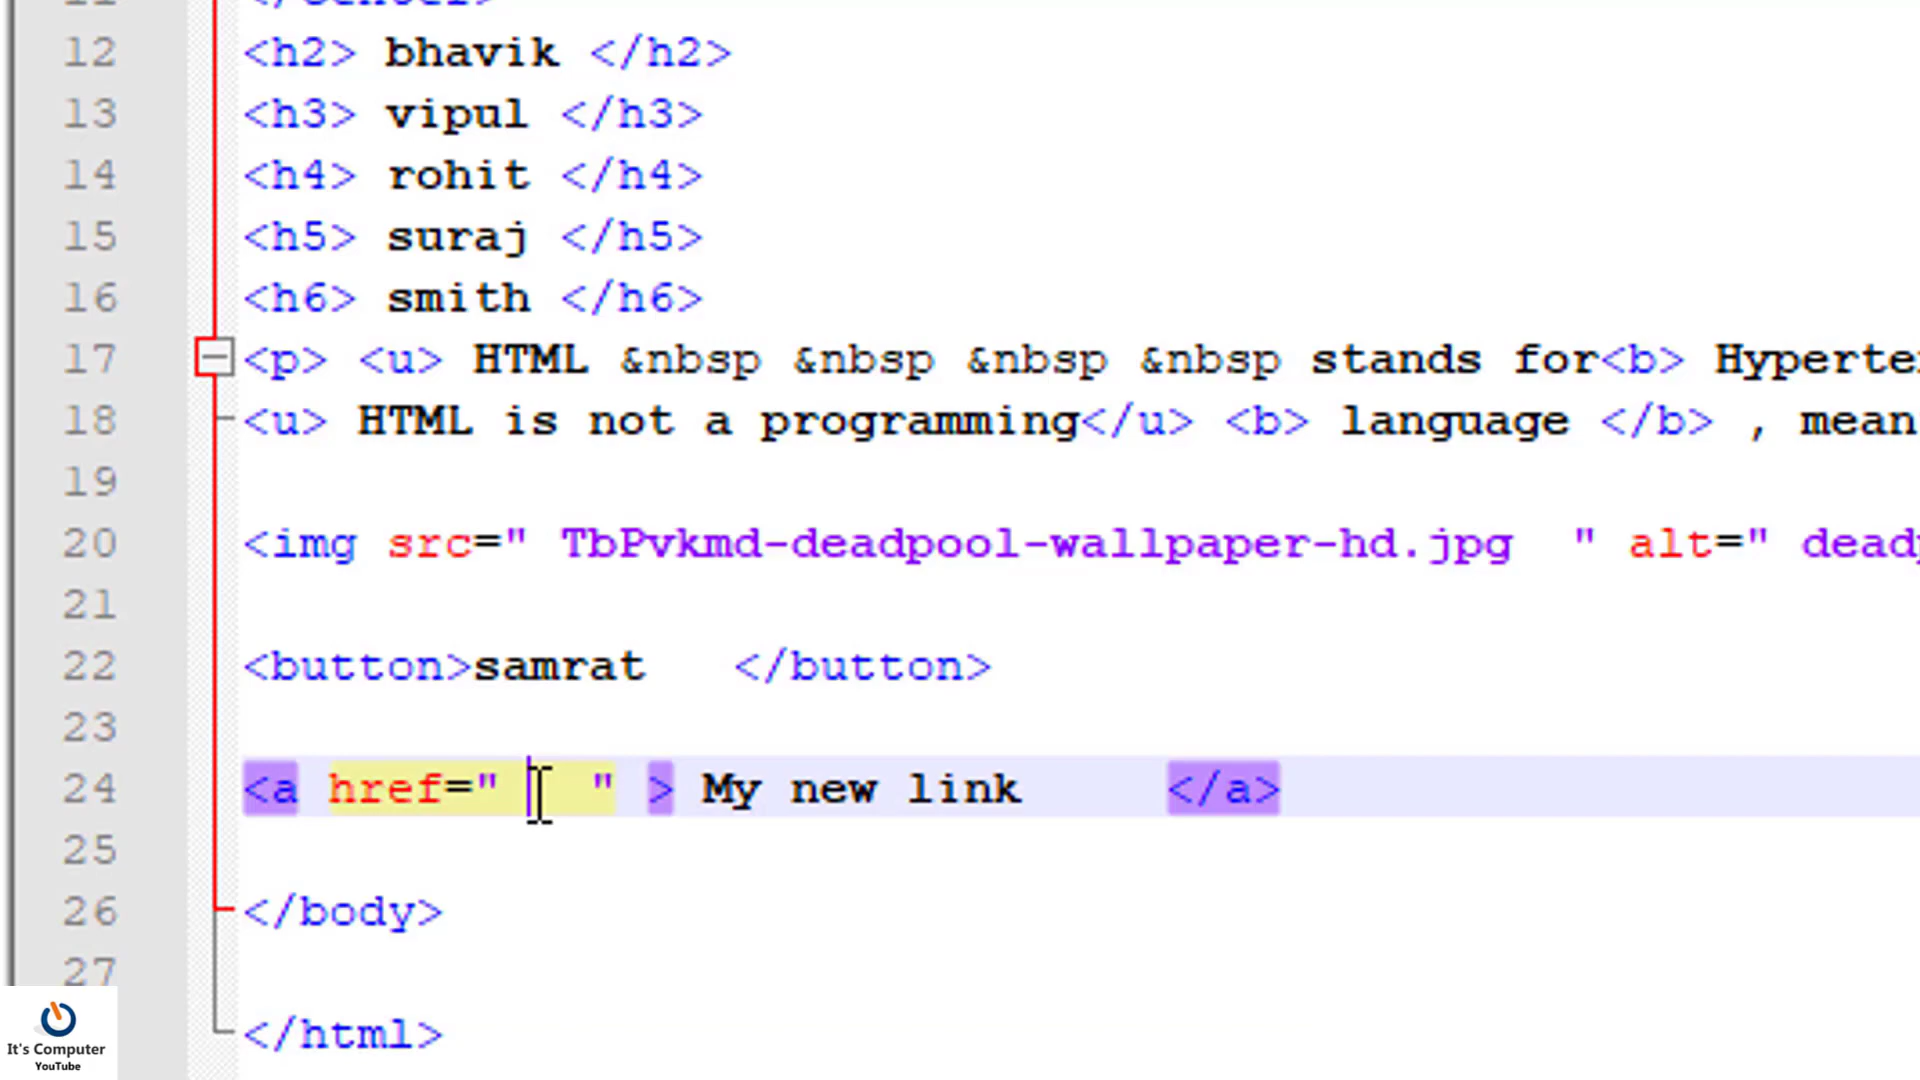 12 <h2> bhavik </h2>
13 <h3> vipul </h3>
14 <h4> rohit </h4>
15 <h5> suraj </h5>
16 <h6> smith </h6>
17 <p> <u> HTML &nbsp &nbsp &nbsp &nbsp stands for<b>
18 <u> HTML is not a programming</u> <b> language </b> , mean
19
20 <img src=" TbPvkmd-deadpool-wallpaper-hd.jpg  " alt="
21
22 <button>samrat   </button>
23
24 <a href="    " > My new link     </a>
25
26 </body>
27
</html>
It's Computer
YouTube